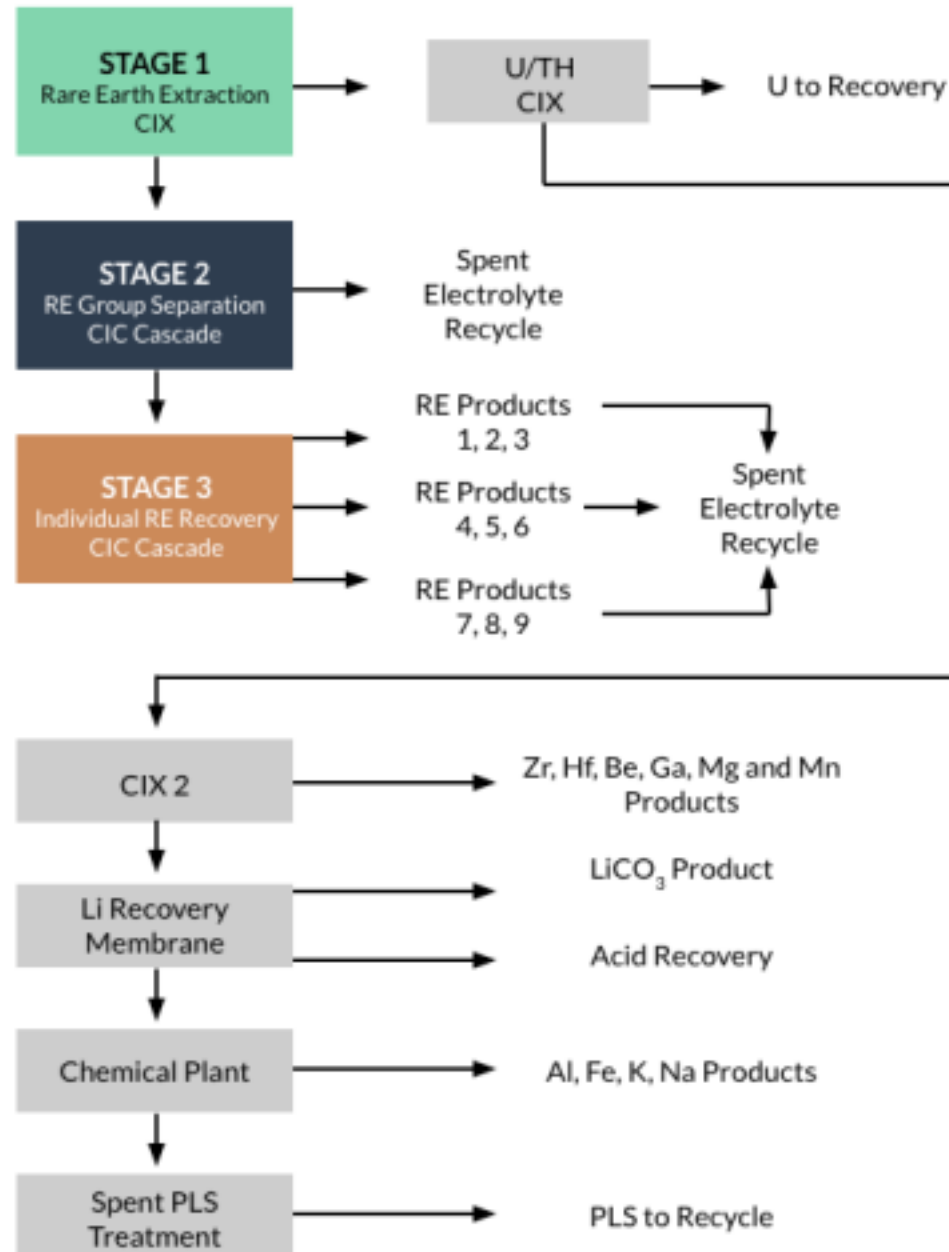 STAGE 1
Rare Earth Extraction
CIX
U/TH
CIX
U to Recovery
STAGE 2
RE Group Separation
CIC Cascade
Spent
Electrolyte
Recycle
STAGE 3
Individual RE Recovery
CIC Cascade
RE Products
1, 2, 3
RE Products
4, 5, 6
RE Products
7, 8, 9
Spent
Electrolyte
Recycle
CIX 2
Zr, Hf, Be, Ga, Mg and Mn
Products
Li Recovery
Membrane
LiCO₃ Product
Acid Recovery
Chemical Plant
Al, Fe, K, Na Products
Spent PLS
Treatment
PLS to Recycle